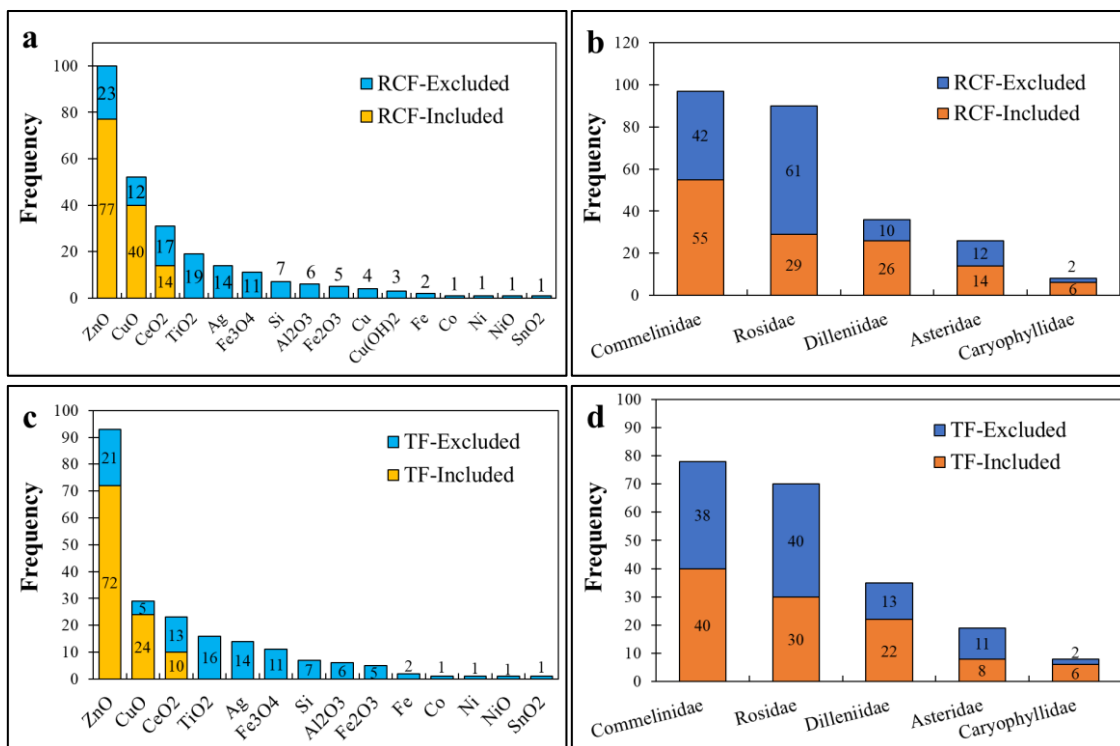 a
RCF-Excluded
RCF-Included
Frequency
100
80
60
40
20
0
23
77
12
40
17
14
19
14
11
7
6
5
4
3
2
1
1
1
1
ZnO
CuO
CeO2
TiO2
Ag
Fe3O4
Si
Al2O3
Fe2O3
Cu
Cu(OH)2
Fe
Co
Ni
NiO
SnO2
b
RCF-Excluded
RCF-Included
Frequency
120
100
80
60
40
20
0
42
55
61
29
10
26
12
14
2
6
Commelinidae
Rosidae
Dilleniidae
Asteridae
Caryophyllidae
c
TF-Excluded
TF-Included
Frequency
100
90
80
70
60
50
40
30
20
10
0
21
72
5
24
13
10
16
14
11
7
6
5
2
1
1
1
1
ZnO
CuO
CeO2
TiO2
Ag
Fe3O4
Si
Al2O3
Fe2O3
Fe
Co
Ni
NiO
SnO2
d
TF-Excluded
TF-Included
Frequency
100
90
80
70
60
50
40
30
20
10
0
38
40
40
30
13
22
11
8
2
6
Commelinidae
Rosidae
Dilleniidae
Asteridae
Caryophyllidae